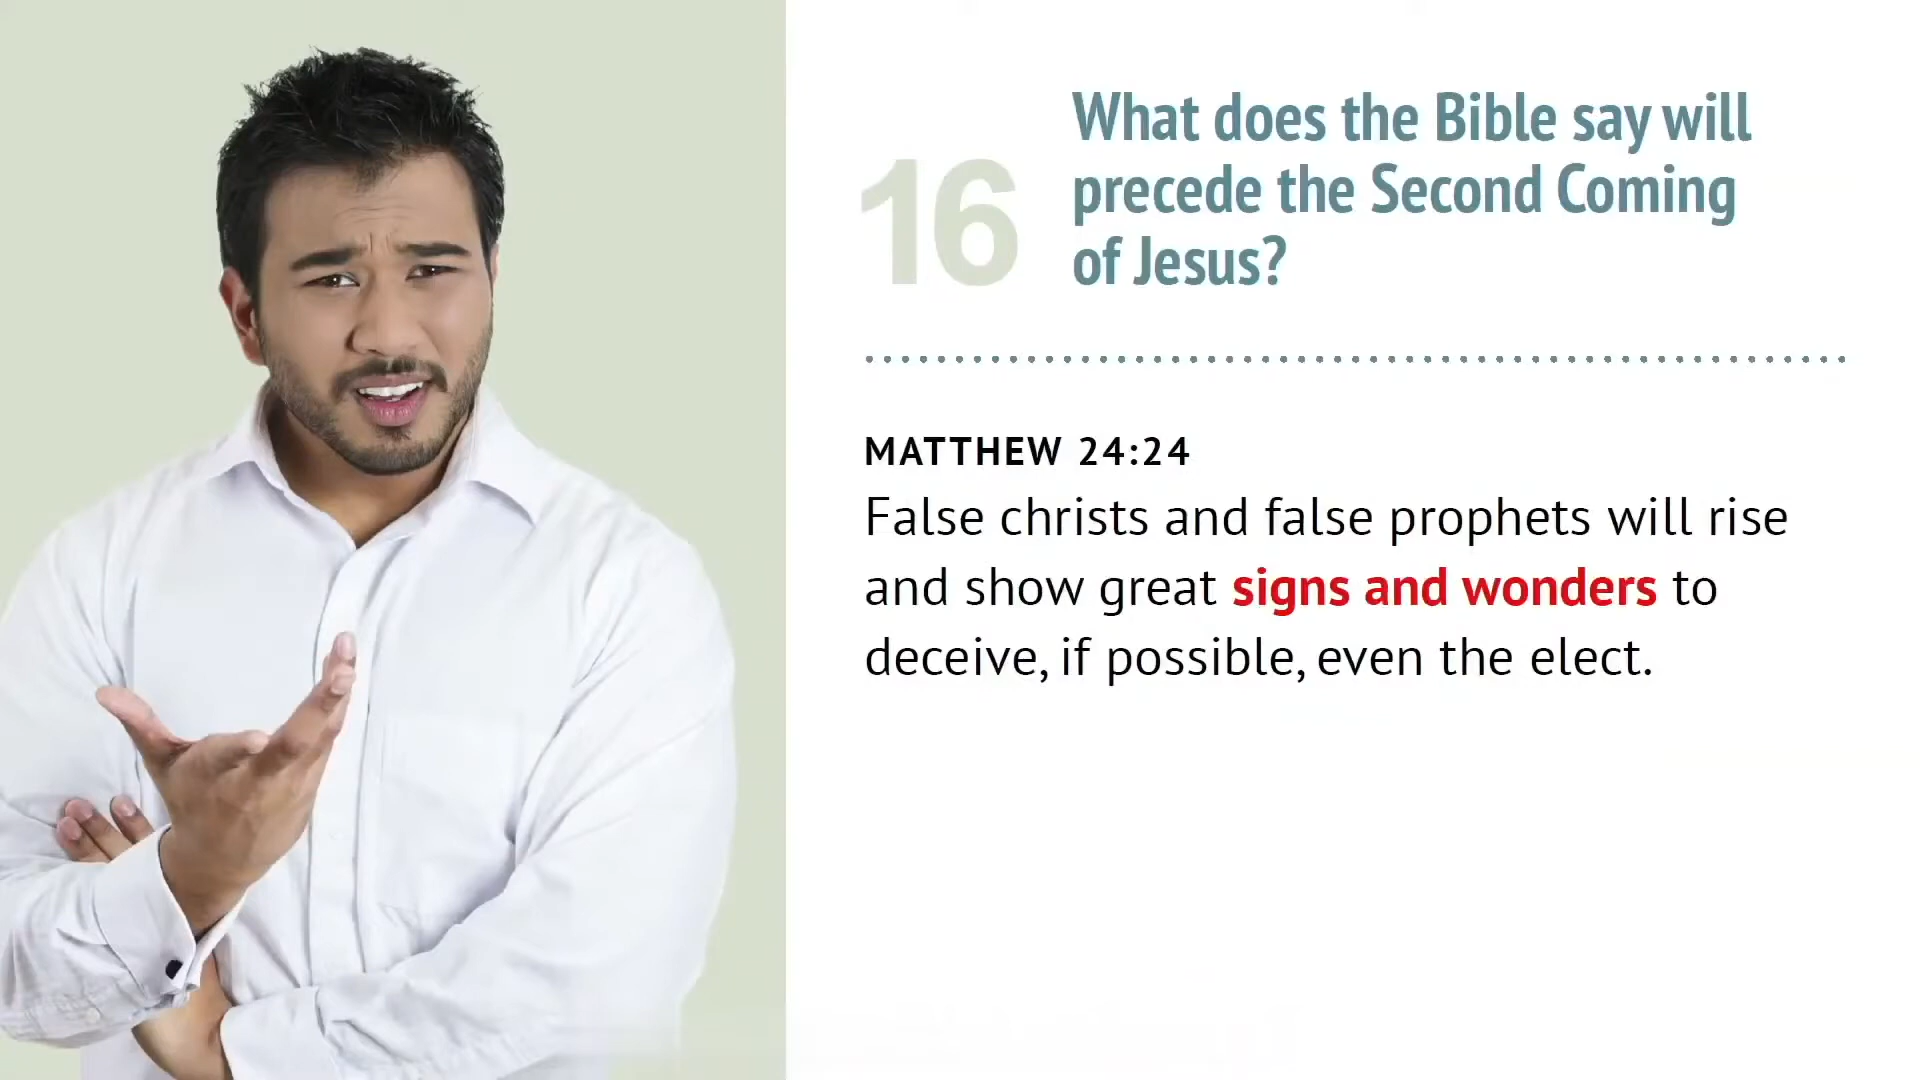 16
What does the Bible say will
precede the Second Coming
of Jesus?
MATTHEW 24:24
False christs and false prophets will rise
and show great signs and wonders to
deceive, if possible, even the elect.